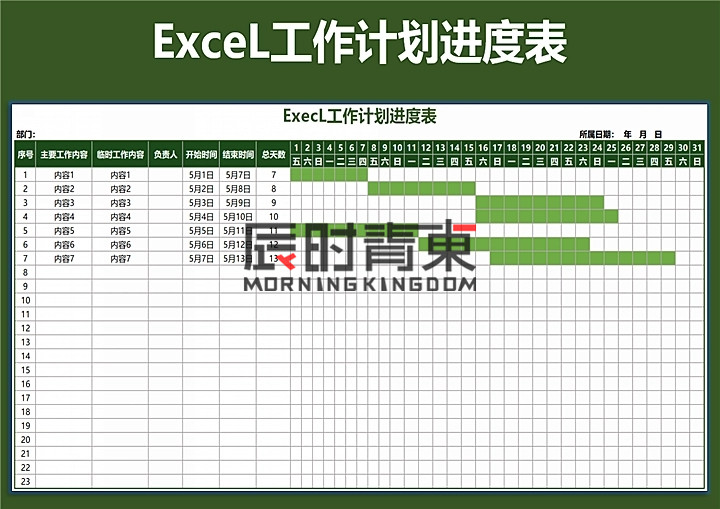 ExceL工作计划进度表
ExecL工作计划进度表
部门: 所属日期: 年 月 日
序号 主要工作内容 临时工作内容 负责人 开始时间 结束时间 总天数 1 2 3 4 5 6 7 8 9 10 11 12 13 14 15 16 17 18 19 20 21 22 23 24 25 26 27 28 29 30 31
五 六 日 一 二 三 四 五 六 日 一 二 三 四 五 六 日 一 二 三 四 五 六 日 一 二 三 四 五 六 日
1 内容1 内容1 5月1日 5月7日 7
2 内容2 内容2 5月2日 5月8日 8
3 内容3 内容3 5月3日 5月9日 9
4 内容4 内容4 5月4日 5月10日 10
5 内容5 内容5 5月5日 5月11日 11
6 内容6 内容6 5月6日 5月12日 12
7 内容7 内容7 5月7日 5月13日 13
辰时青東
MORNINGKINGDOM
8
9
10
11
12
13
14
15
16
17
18
19
20
21
22
23